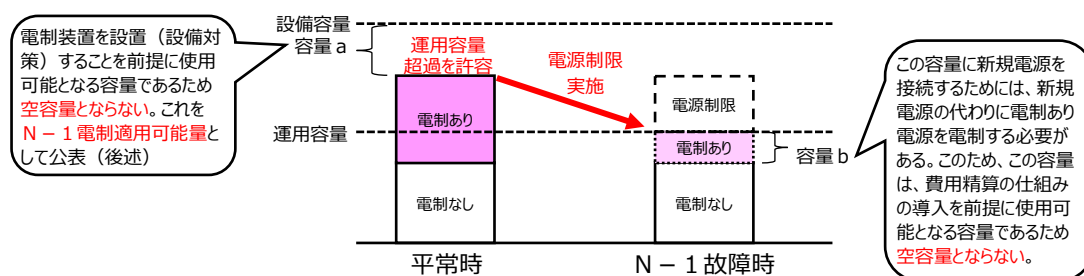 設備容量
容量a
電制装置を設置（設備対
策）することを前提に使用
可能となる容量であるため
空容量とならない。これを
N－1電制適用可能量と
して公表（後述）
運用容量
超過を許容
電源制限
実施
電制あり
電制なし
運用容量
電源制限
電制あり
電制なし
容量b
この容量に新規電源を
接続するためには、新規
電源の代わりに電制あり
電源を電制する必要が
ある。このため、この容量
は、費用精算の仕組み
の導入を前提に使用可
能となる容量であるため
空容量とならない。
平常時
N－1故障時